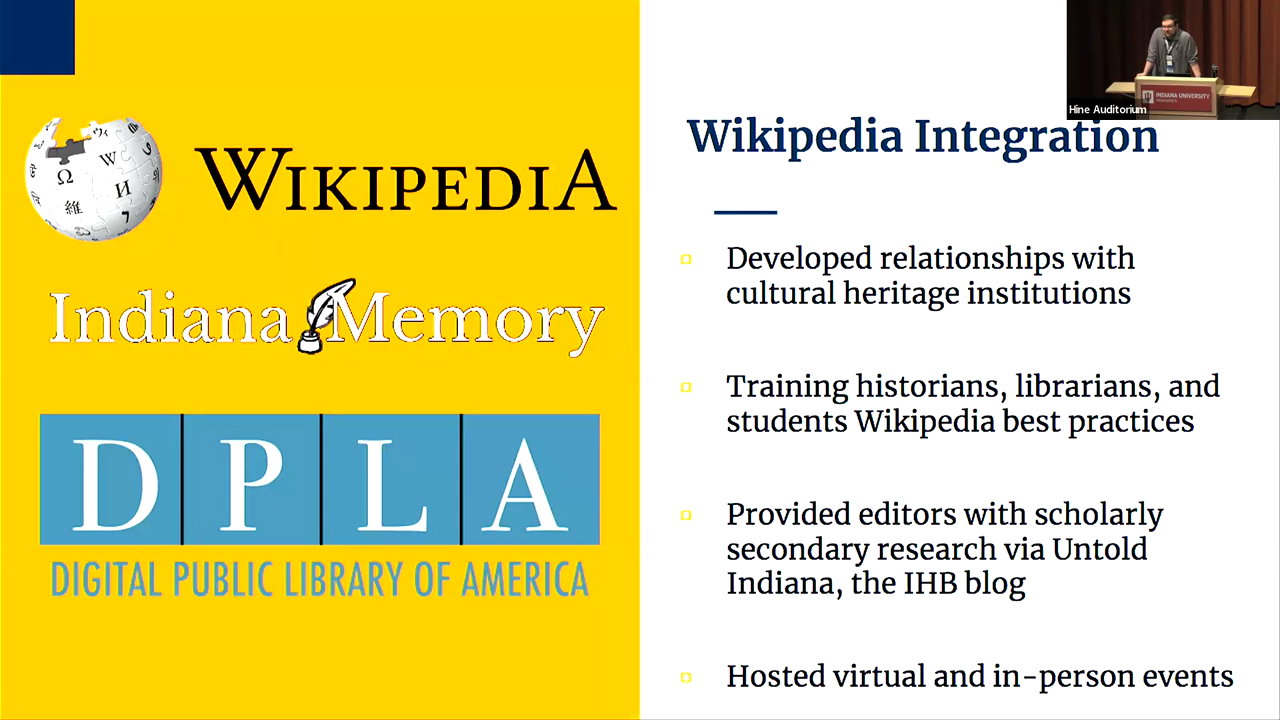 WIKIPEDIA
Ω
W
И
維
Indiana Memory
DPLA
DIGITAL PUBLIC LIBRARY OF AMERICA
INDIANA UNIVERSITY
Hine Auditorium
Wikipedia Integration
Developed relationships with
cultural heritage institutions
Training historians, librarians, and
students Wikipedia best practices
Provided editors with scholarly
secondary research via Untold
Indiana, the IHB blog
Hosted virtual and in-person events